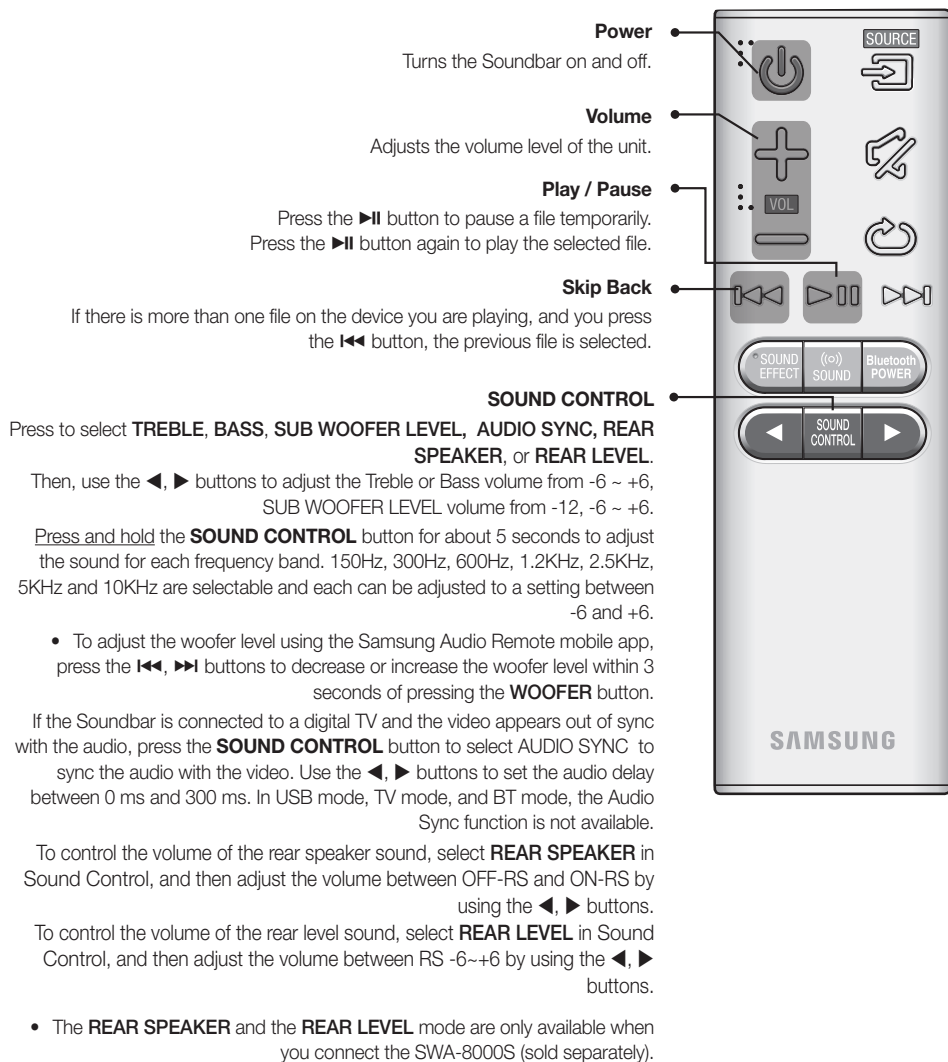 Power
Turns the Soundbar on and off.
Volume
Adjusts the volume level of the unit.
Play / Pause
Press the ►II button to pause a file temporarily.
Press the ►II button again to play the selected file.
Skip Back
If there is more than one file on the device you are playing, and you press
the I◄◄ button, the previous file is selected.
SOUND CONTROL
Press to select TREBLE, BASS, SUB WOOFER LEVEL, AUDIO SYNC, REAR
SPEAKER, or REAR LEVEL.
Then, use the ◄, ► buttons to adjust the Treble or Bass volume from -6 ~ +6,
SUB WOOFER LEVEL volume from -12, -6 ~ +6.
Press and hold the SOUND CONTROL button for about 5 seconds to adjust
the sound for each frequency band. 150Hz, 300Hz, 600Hz, 1.2KHz, 2.5KHz,
5KHz and 10KHz are selectable and each can be adjusted to a setting between
-6 and +6.
• To adjust the woofer level using the Samsung Audio Remote mobile app,
press the I◄◄, ►►I buttons to decrease or increase the woofer level within 3
seconds of pressing the WOOFER button.
If the Soundbar is connected to a digital TV and the video appears out of sync
with the audio, press the SOUND CONTROL button to select AUDIO SYNC to
sync the audio with the video. Use the ◄, ► buttons to set the audio delay
between 0 ms and 300 ms. In USB mode, TV mode, and BT mode, the Audio
Sync function is not available.
To control the volume of the rear speaker sound, select REAR SPEAKER in
Sound Control, and then adjust the volume between OFF-RS and ON-RS by
using the ◄, ► buttons.
To control the volume of the rear level sound, select REAR LEVEL in Sound
Control, and then adjust the volume between RS -6~+6 by using the ◄, ►
buttons.
• The REAR SPEAKER and the REAR LEVEL mode are only available when
you connect the SWA-8000S (sold separately).
SOURCE
VOL
SOUND
EFFECT
SOUND
Bluetooth
POWER
SOUND
CONTROL
SAMSUNG